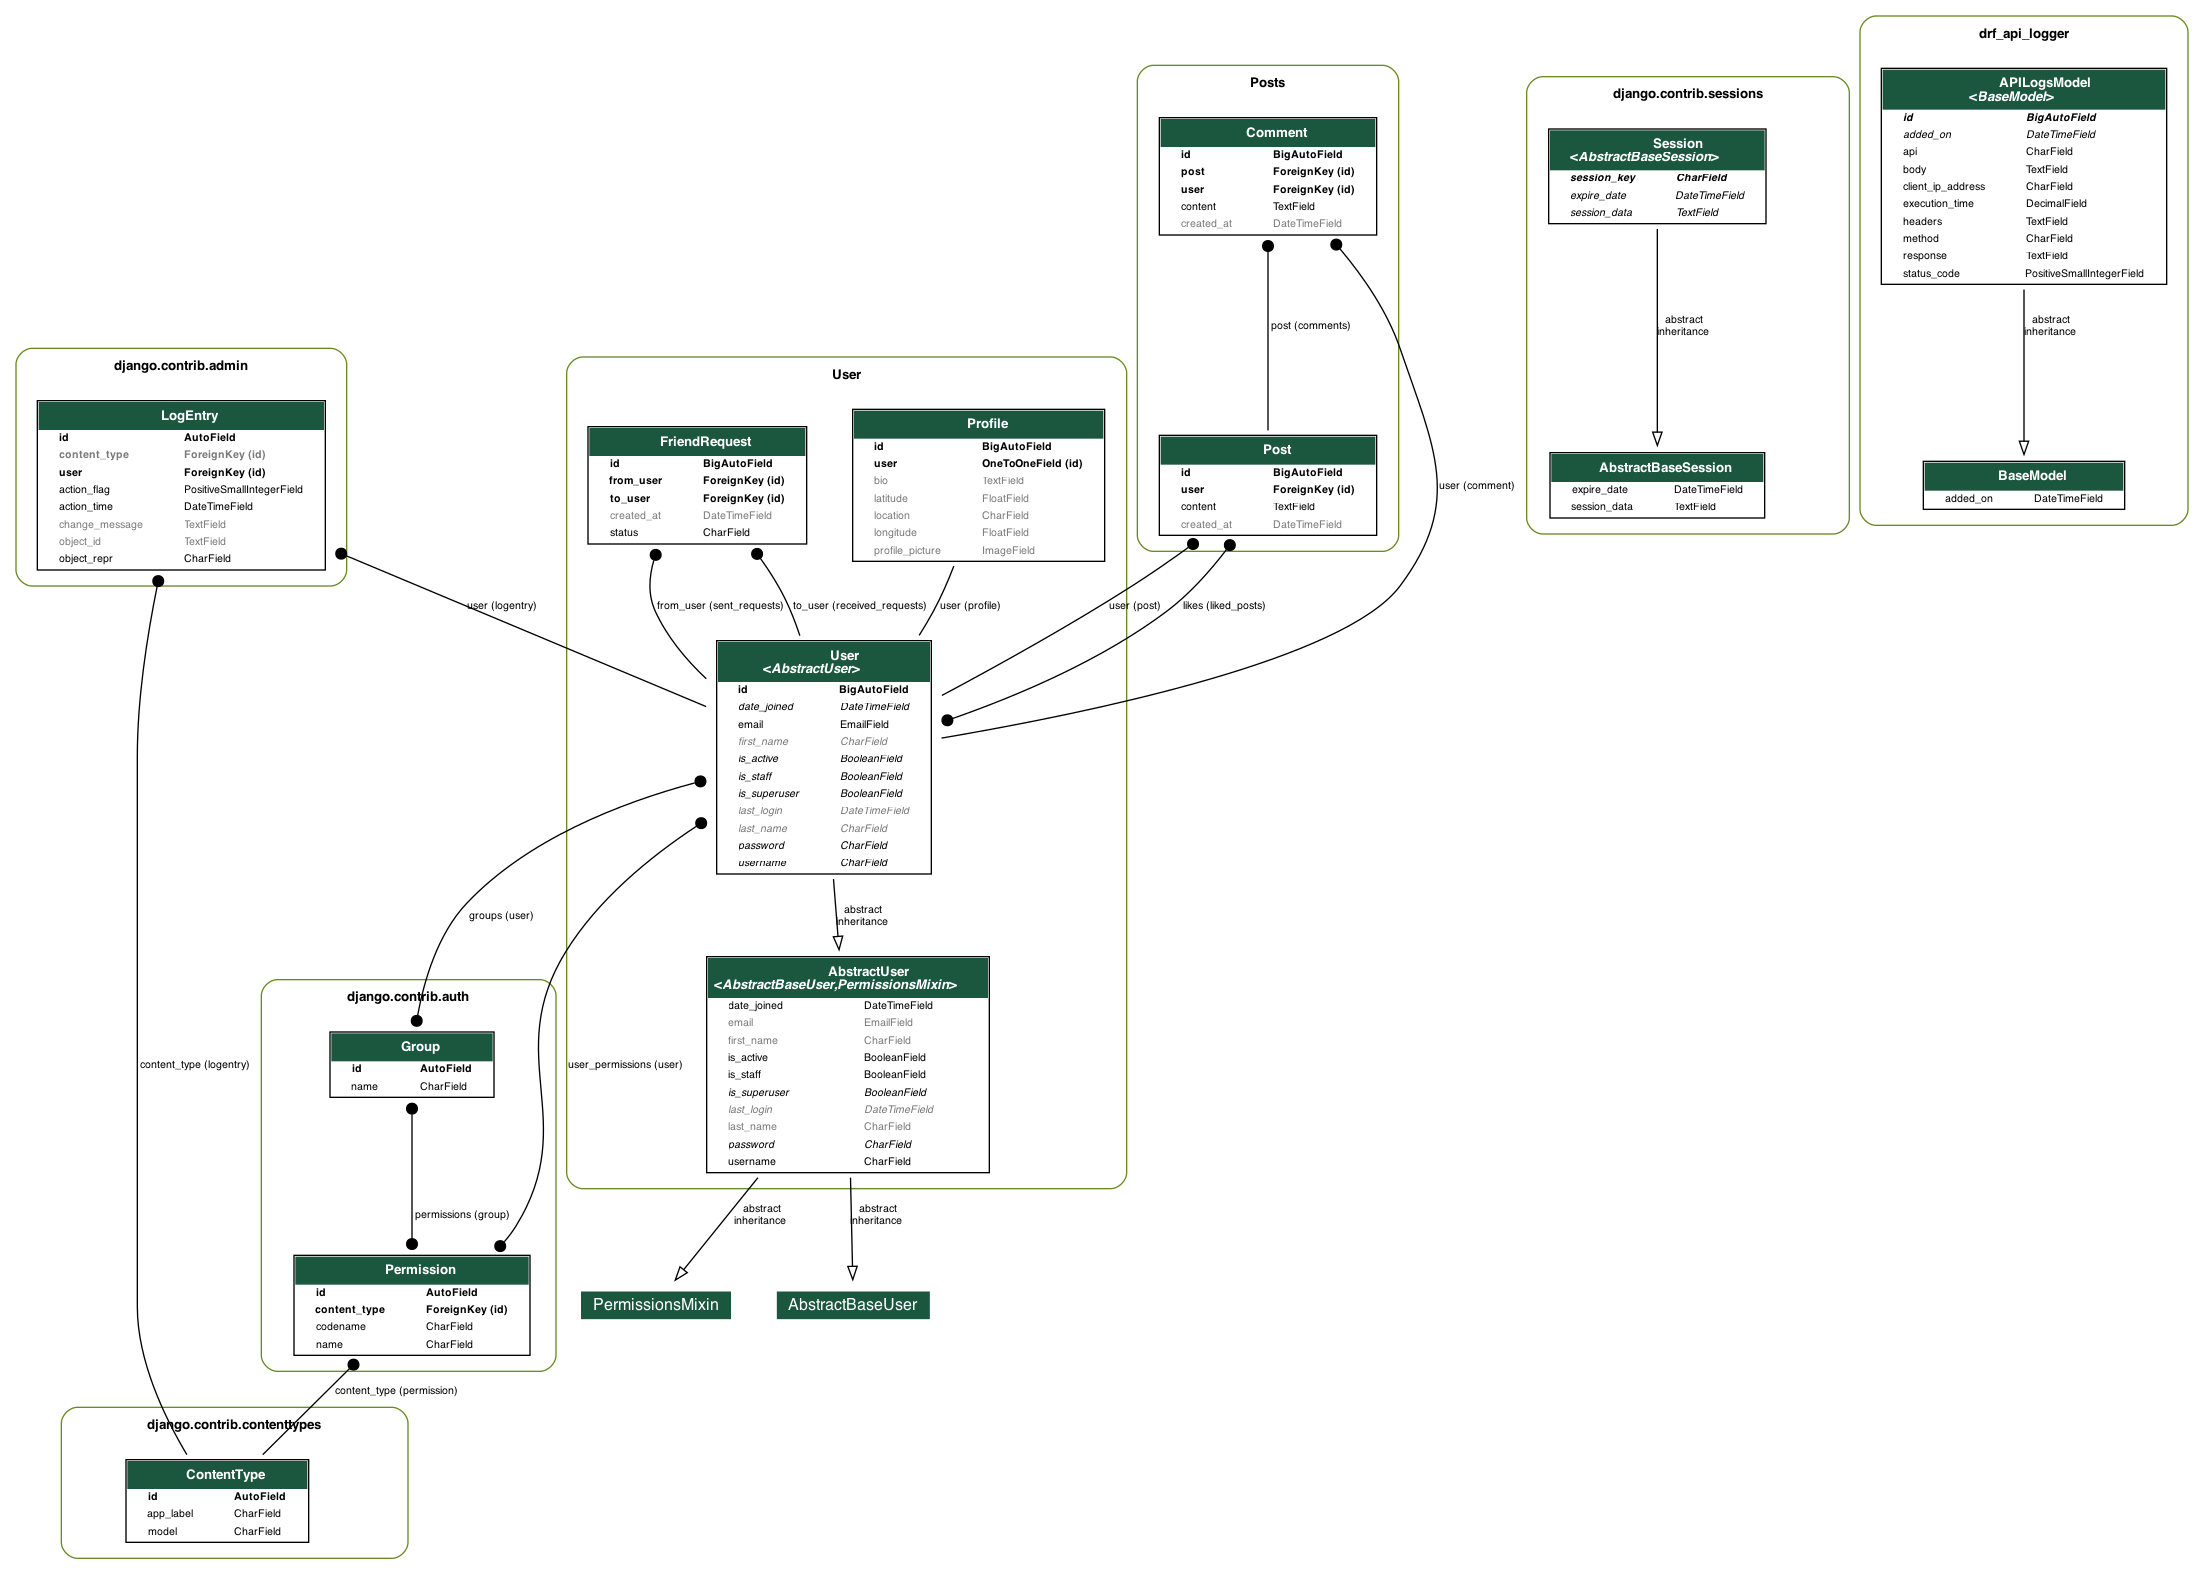 drf_api_logger
APILogsModel
<BaseModel>
id BigAutoField
added_on DateTimeField
api CharField
body TextField
client_ip_address CharField
execution_time DecimalField
headers TextField
method CharField
response TextField
status_code PositiveSmallIntegerField
abstract
inheritance
BaseModel
added_on DateTimeField
django.contrib.sessions
Session
<AbstractBaseSession>
session_key CharField
expire_date DateTimeField
session_data TextField
abstract
inheritance
AbstractBaseSession
expire_date DateTimeField
session_data TextField
Posts
Comment
id BigAutoField
post ForeignKey (id)
user ForeignKey (id)
content TextField
created_at DateTimeField
post (comments)
user (comment)
Post
id BigAutoField
user ForeignKey (id)
content TextField
created_at DateTimeField
user (post)
likes (liked_posts)
django.contrib.admin
LogEntry
id AutoField
content_type ForeignKey (id)
user ForeignKey (id)
action_flag PositiveSmallIntegerField
action_time DateTimeField
change_message TextField
object_id TextField
object_repr CharField
user (logentry)
content_type (logentry)
User
FriendRequest
id BigAutoField
from_user ForeignKey (id)
to_user ForeignKey (id)
created_at DateTimeField
status CharField
Profile
id BigAutoField
user OneToOneField (id)
bio TextField
latitude FloatField
location CharField
longitude FloatField
profile_picture ImageField
from_user (sent_requests)
to_user (received_requests)
user (profile)
User
<AbstractUser>
id BigAutoField
date_joined DateTimeField
email EmailField
first_name CharField
is_active BooleanField
is_staff BooleanField
is_superuser BooleanField
last_login DateTimeField
last_name CharField
password CharField
username CharField
groups (user)
user_permissions (user)
abstract
inheritance
AbstractUser
<AbstractBaseUser,PermissionsMixin>
date_joined DateTimeField
email EmailField
first_name CharField
is_active BooleanField
is_staff BooleanField
is_superuser BooleanField
last_login DateTimeField
last_name CharField
password CharField
username CharField
abstract
inheritance
abstract
inheritance
PermissionsMixin
AbstractBaseUser
django.contrib.auth
Group
id AutoField
name CharField
permissions (group)
Permission
id AutoField
content_type ForeignKey (id)
codename CharField
name CharField
content_type (permission)
django.contrib.contenttypes
ContentType
id AutoField
app_label CharField
model CharField